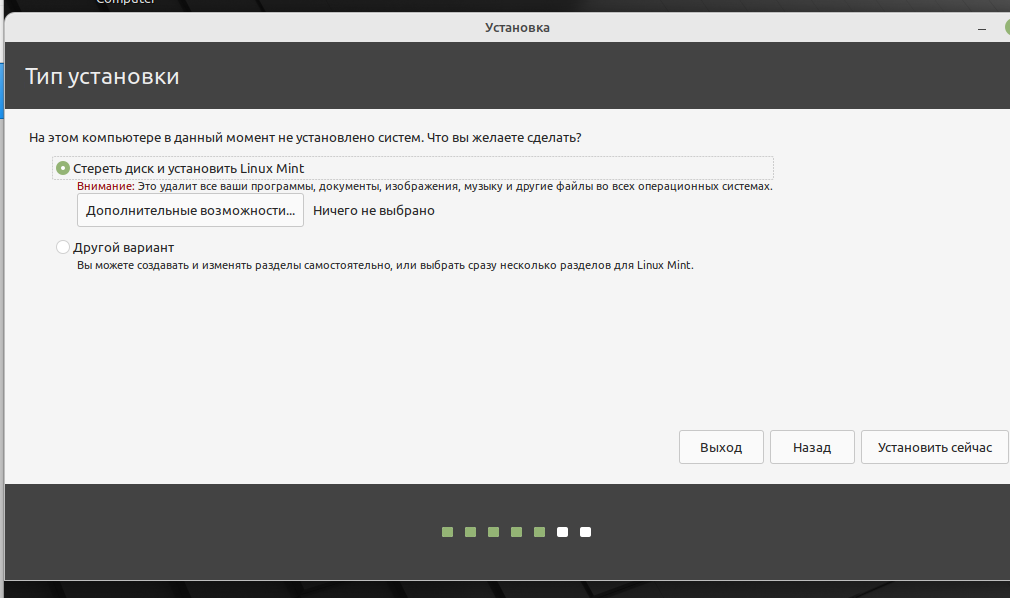 Computer
Установка
Тип установки
На этом компьютере в данный момент не установлено систем. Что вы желаете сделать?
Стереть диск и установить Linux Mint
Внимание: Это удалит все ваши программы, документы, изображения, музыку и другие файлы во всех операционных системах.
Дополнительные возможности... Ничего не выбрано
Другой вариант
Вы можете создавать и изменять разделы самостоятельно, или выбрать сразу несколько разделов для Linux Mint.
Выход Назад Установить сейчас